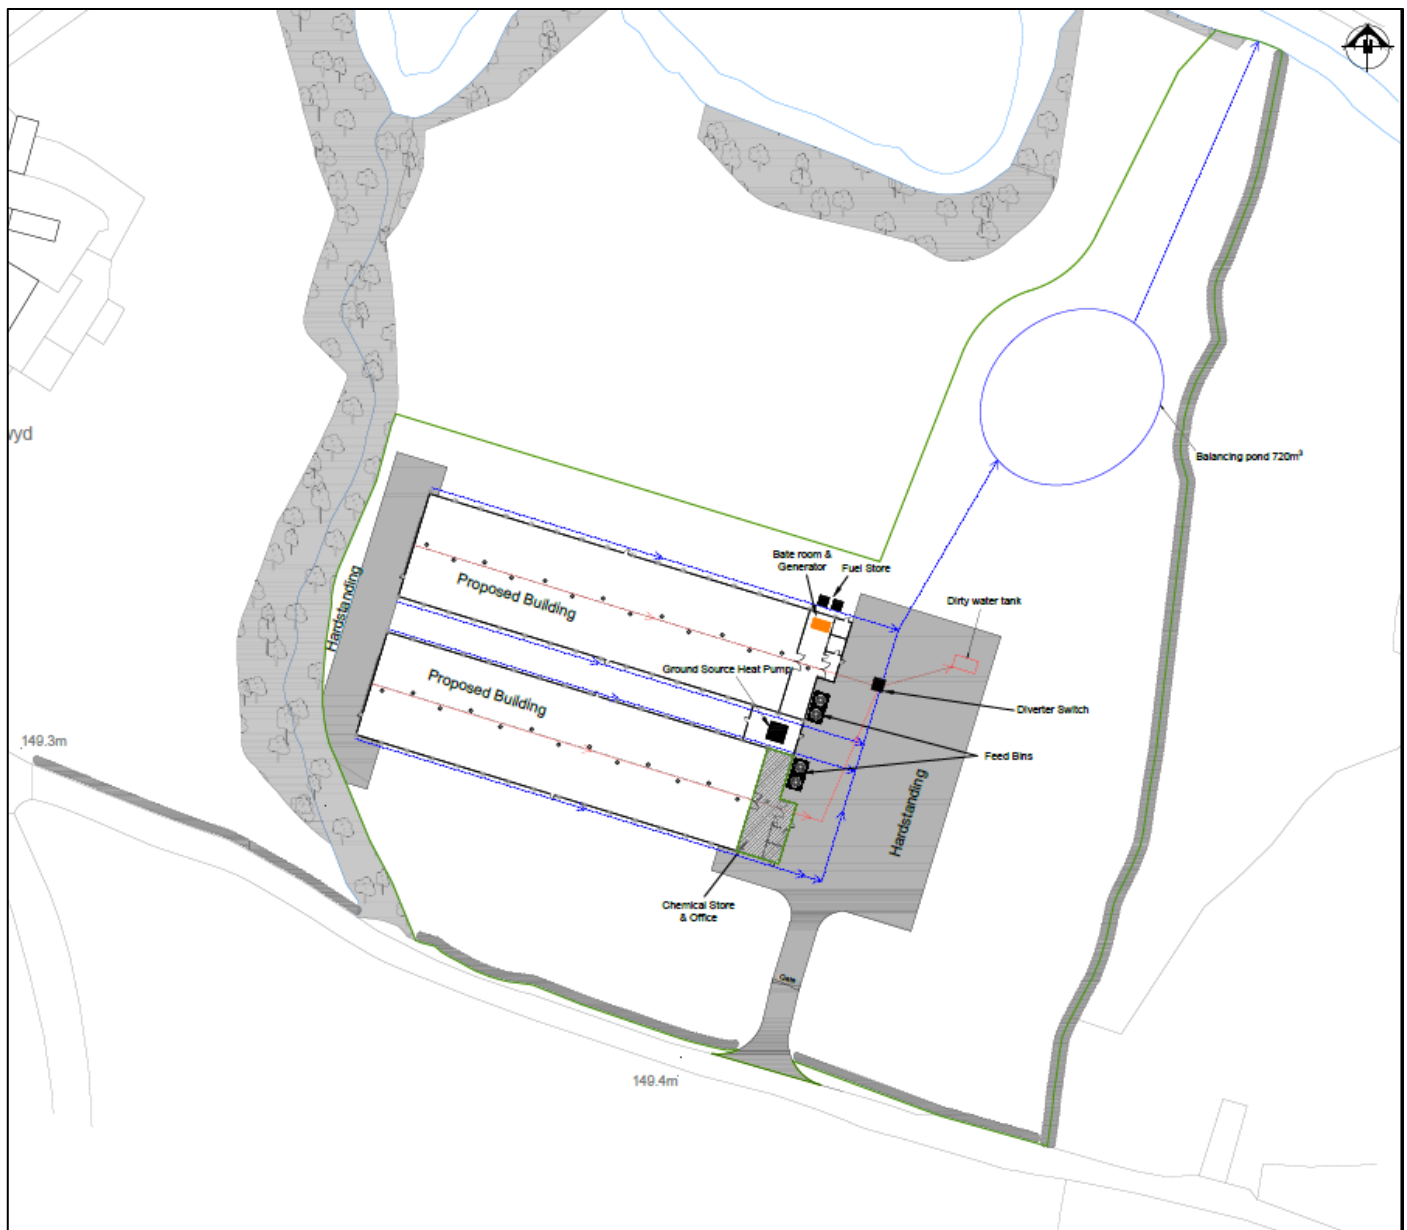 N
yyd
Balancing pond 720m³
Bate room &
Generator
Fuel Store
Dirty water tank
Proposed Building
Hardstanding
Ground Source Heat Pump
Proposed Building
Diverter Switch
Feed Bins
149.3m
Hardstanding
Chemical Store
& Office
Gate
149.4m